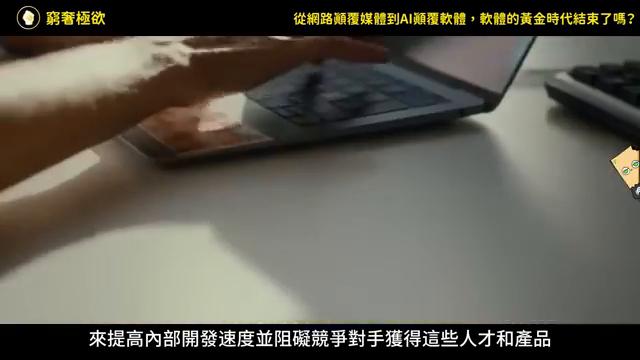 窮奢極欲
從網路顛覆媒體到AI顛覆軟體，軟體的黃金時代結束了嗎?
來提高內部開發速度並阻礙競爭對手獲得這些人才和產品